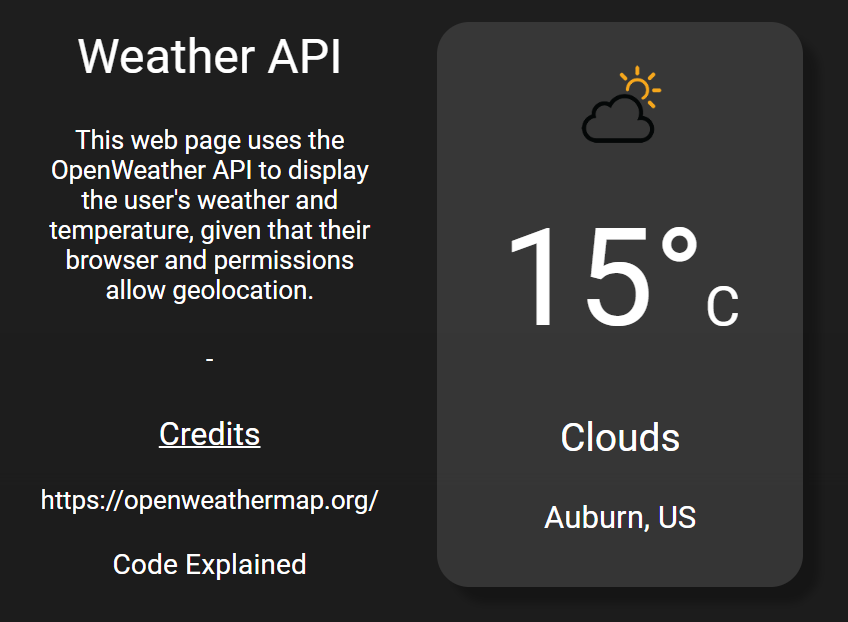 Weather API
This web page uses the
OpenWeather API to display
the user's weather and
temperature, given that their
browser and permissions
allow geolocation.
-
Credits
https://openweathermap.org/
Code Explained
15°C
Clouds
Auburn, US